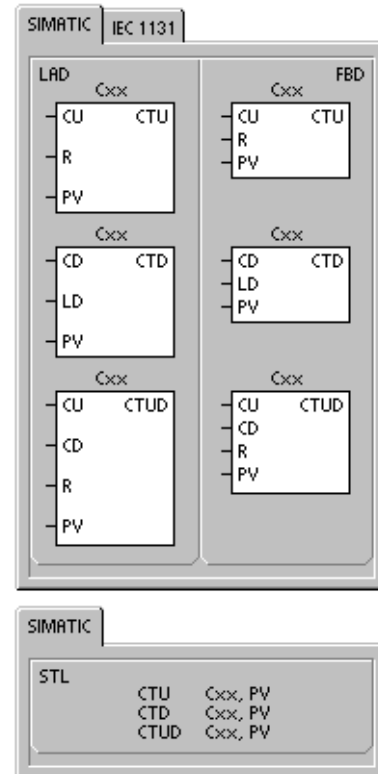 SIMATIC IEC 1131
LAD
Cxx
CU CTU
R
PV
Cxx
CD CTD
LD
PV
Cxx
CU CTUD
CD
R
PV
FBD
Cxx
CU CTU
R
PV
Cxx
CD CTD
LD
PV
Cxx
CU CTUD
CD
R
PV
SIMATIC
STL
CTU Cxx, PV
CTD Cxx, PV
CTUD Cxx, PV